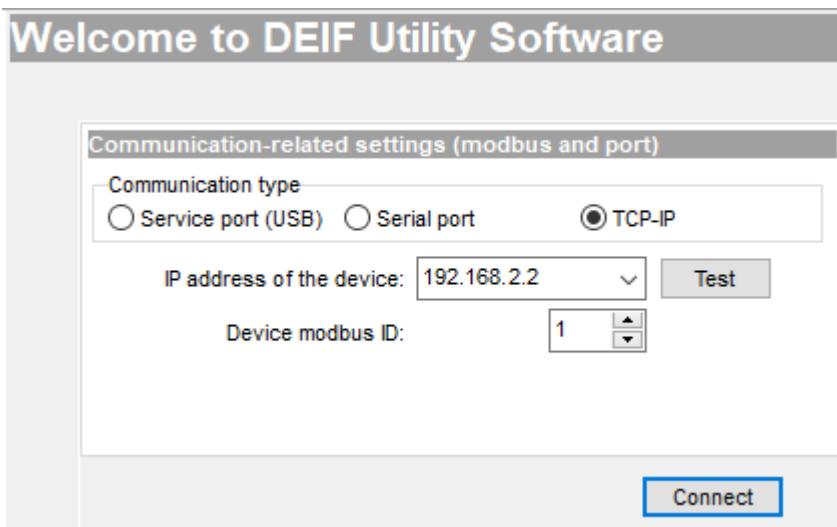 Welcome to DEIF Utility Software
Communication-related settings (modbus and port)
Communication type
Service port (USB) Serial port TCP-IP
IP address of the device: 192.168.2.2 Test
Device modbus ID: 1
Connect